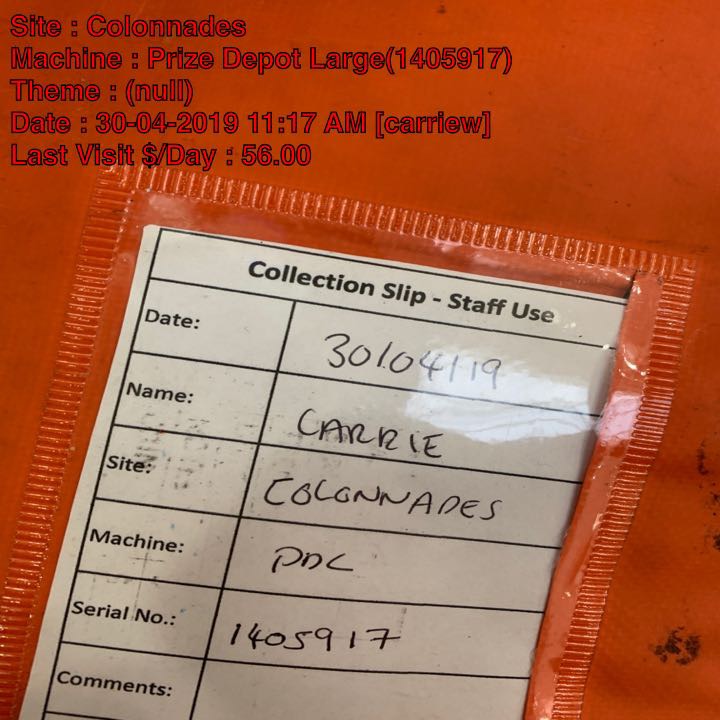 Site : Colonnades
Machine : Prize Depot Large(1405917)
Theme : (null)
Date : 30-04-2019 11:17 AM [carriew]
Last Visit $/Day : 56.00
Collection Slip - Staff Use
Date: 30/04/19
Name: CARRIE
Site: COLONNADES
Machine: PDL
Serial No.: 1405917
Comments: